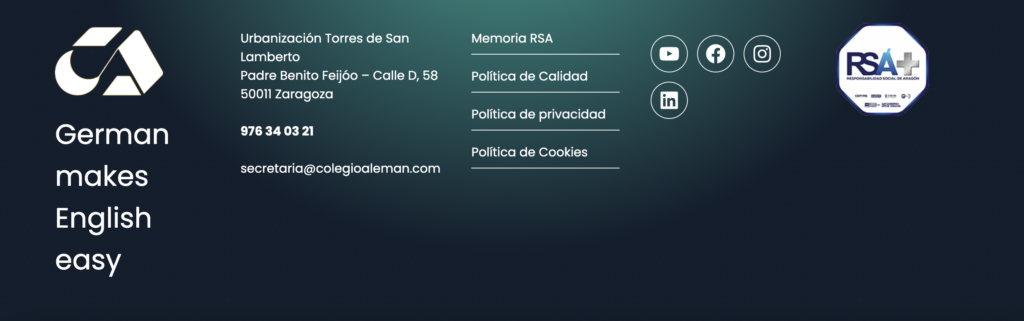 German
makes
English
easy
Urbanización Torres de San
Lamberto
Padre Benito Feijóo – Calle D, 58
50011 Zaragoza
976 34 03 21
secretaria@colegioaleman.com
Memoria RSA
Política de Calidad
Política de privacidad
Política de Cookies
RSÁ+
RESPONSABILIDAD SOCIAL DE ARAGÓN